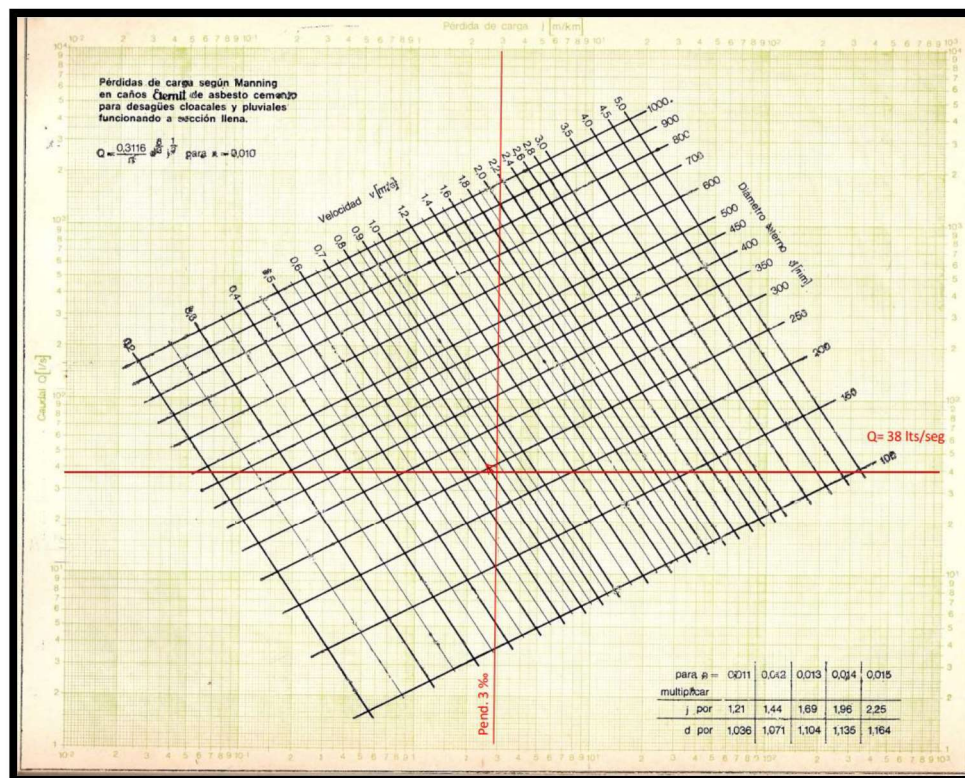 Pérdida de carga j [m/km]
Pérdidas de carga según Manning
en caños Eternit de asbesto cemento
para desagües cloacales y pluviales
funcionando a sección llena.
para n = 0,010
Velocidad v [m/s]
0,2
0,3
0,4
0,5
0,6
0,7
0,8
0,9
1,0
1,2
1,4
1,6
1,8
2,0
2,2
2,4
2,6
2,8
3,0
3,5
4,0
4,5
5,0
Diámetro interno d [mm]
1000
900
800
700
600
500
450
400
350
300
250
200
150
100
Caudal Q [l/s]
Q= 38 lts/seg
Pend. 3 ‰
para n = 0,011 0,012 0,013 0,014 0,015
multiplicar
j por 1,21 1,44 1,69 1,96 2,25
d por 1,036 1,071 1,104 1,135 1,164